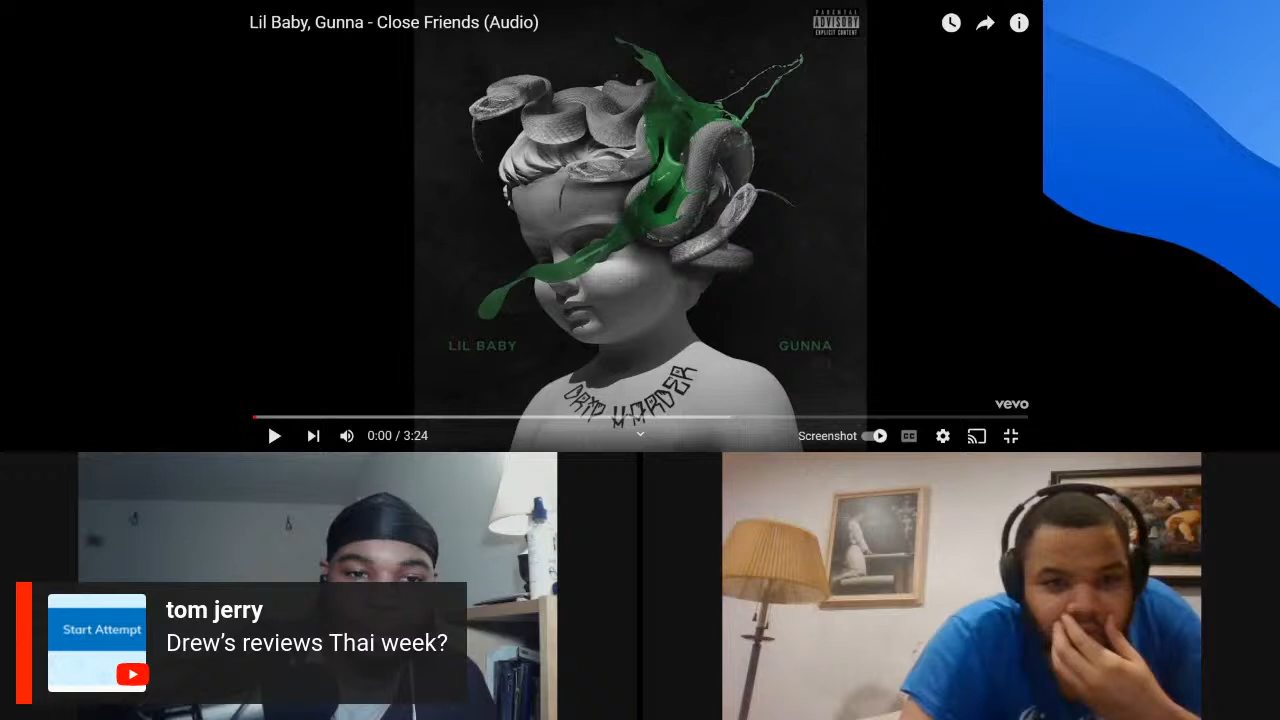 Lil Baby, Gunna - Close Friends (Audio)
PARENTAL
ADVISORY
EXPLICIT CONTENT
LIL BABY
GUNNA
DRIP HARDER
vevo
0:00 / 3:24
Screenshot
CC
tom jerry
Start Attempt
Drew’s reviews Thai week?